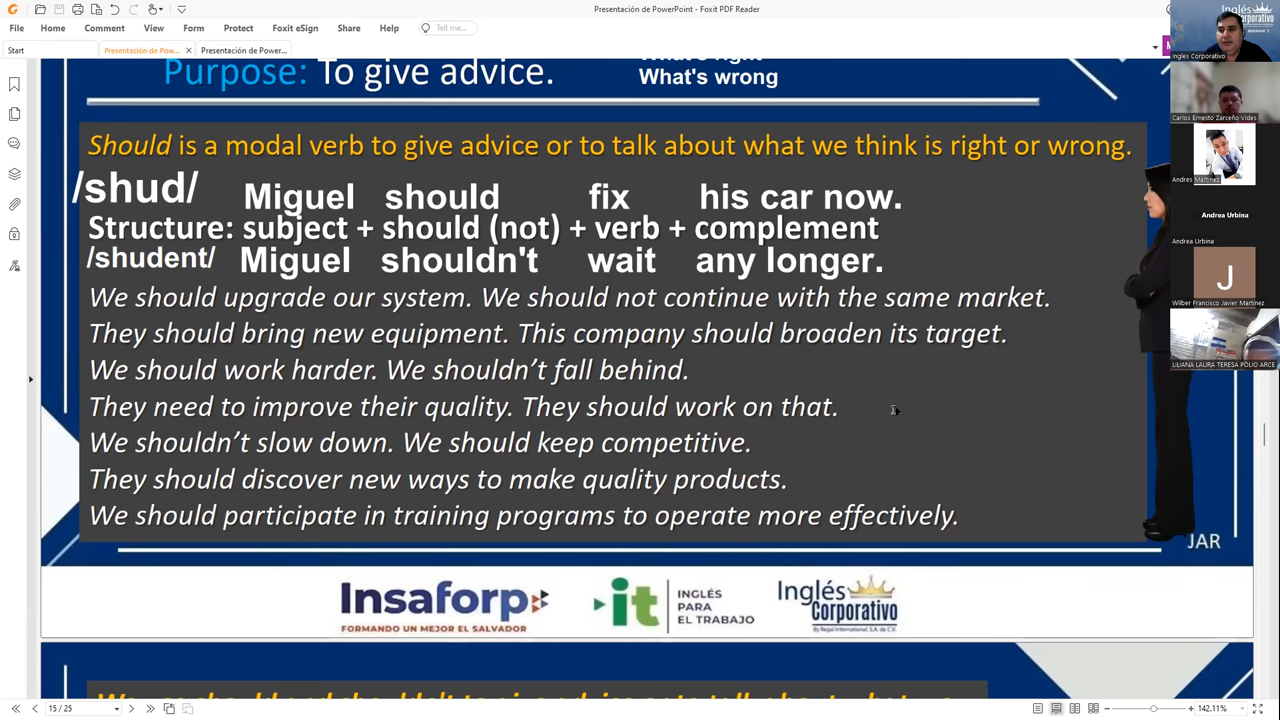 Presentación de PowerPoint - Foxit PDF Reader
File Home Comment View Form Protect Foxit eSign Share Help Tell me...
Start Presentación de Pow... Presentación de Power...
Purpose: To give advice.
What's right
What's wrong
Should is a modal verb to give advice or to talk about what we think is right or wrong.
/shud/ Miguel should fix his car now.
Structure: subject + should (not) + verb + complement
/shudent/ Miguel shouldn't wait any longer.
We should upgrade our system. We should not continue with the same market.
They should bring new equipment. This company should broaden its target.
We should work harder. We shouldn't fall behind.
They need to improve their quality. They should work on that.
We shouldn't slow down. We should keep competitive.
They should discover new ways to make quality products.
We should participate in training programs to operate more effectively.
JAR
Insaforp
FORMANDO UN MEJOR EL SALVADOR
it
INGLÉS
PARA
EL TRABAJO
Inglés
Corporativo
By Regal International, S.A. de C.V.
15 / 25
142.11%
Inglés
Corporativo
BEGINNER 1
Ingles Corporativo
Carlos Ernesto Zarceño Vides
Andres Martinez
Andrea Urbina
Andrea Urbina
J
Wilber Francisco Javier Martinez
LILIANA LAURA TERESA POLIO ARCE